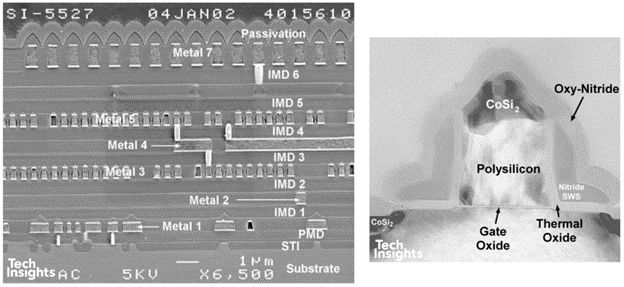 SI-5527 04JAN02 4015610
Passivation
Metal 7
IMD 6
IMD 5
Metal 5
IMD 4
Metal 4
IMD 3
Metal 3
IMD 2
Metal 2
IMD 1
Metal 1
PMD
STI
Tech
Insights
AC 5KV X6,500 1µm
Substrate
CoSi2
Oxy-Nitride
Polysilicon
Nitride
SWS
CoSi2
Gate
Oxide
Thermal
Oxide
Tech
Insights